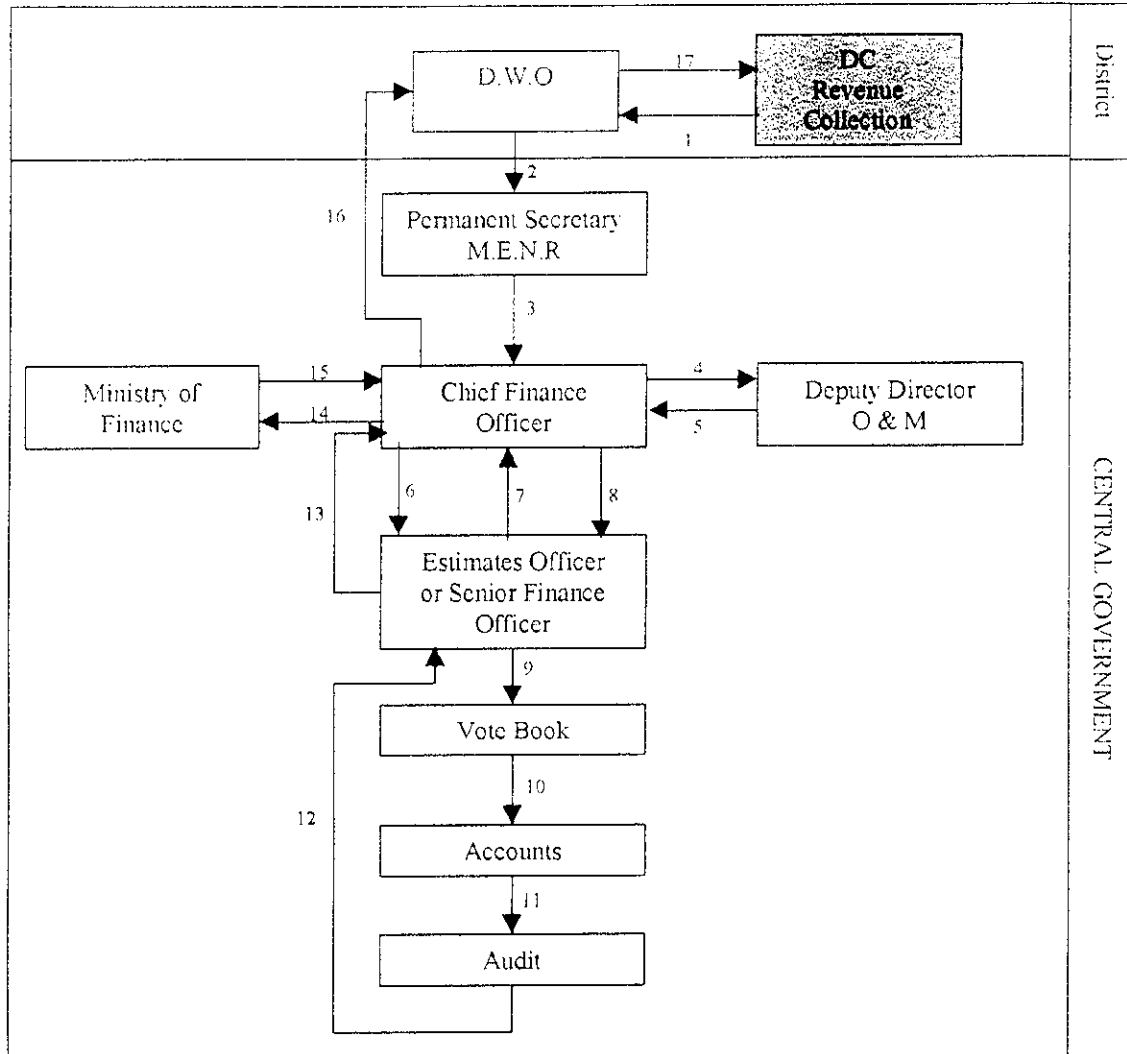 D.W.O
17
DC
Revenue
Collection
1
District
2
16
Permanent Secretary
M.E.N.R
3
Ministry of
Finance
15
14
Chief Finance
Officer
4
5
Deputy Director
O & M
13
6
7
8
Estimates Officer
or Senior Finance
Officer
CENTRAL GOVERNMENT
9
Vote Book
10
12
Accounts
11
Audit